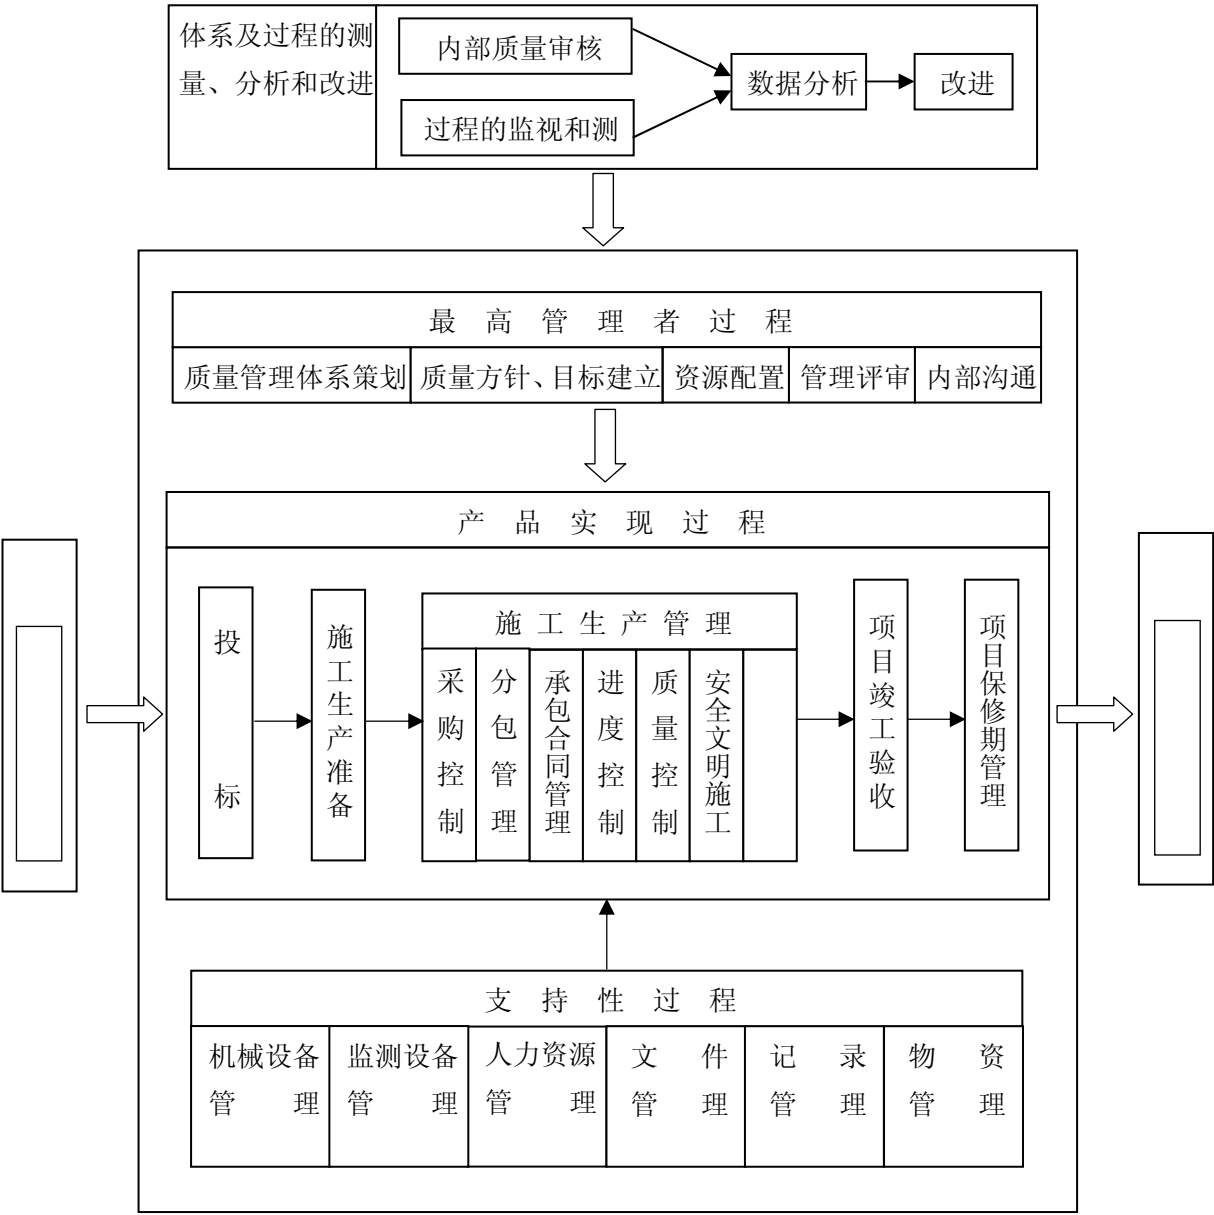 体系及过程的测
量、分析和改进
内部质量审核
过程的监视和测
数据分析
改进
最高管理者过程
质量管理体系策划
质量方针、目标建立
资源配置
管理评审
内部沟通
产品实现过程
投标
施工生产准备
施工生产管理
采购控制
分包管理
承包合同管理
进度控制
质量控制
安全文明施工
项目竣工验收
项目保修期管理
支持性过程
机械设备
管理
监测设备
管理
人力资源
管理
文件
管理
记录
管理
物资
管理